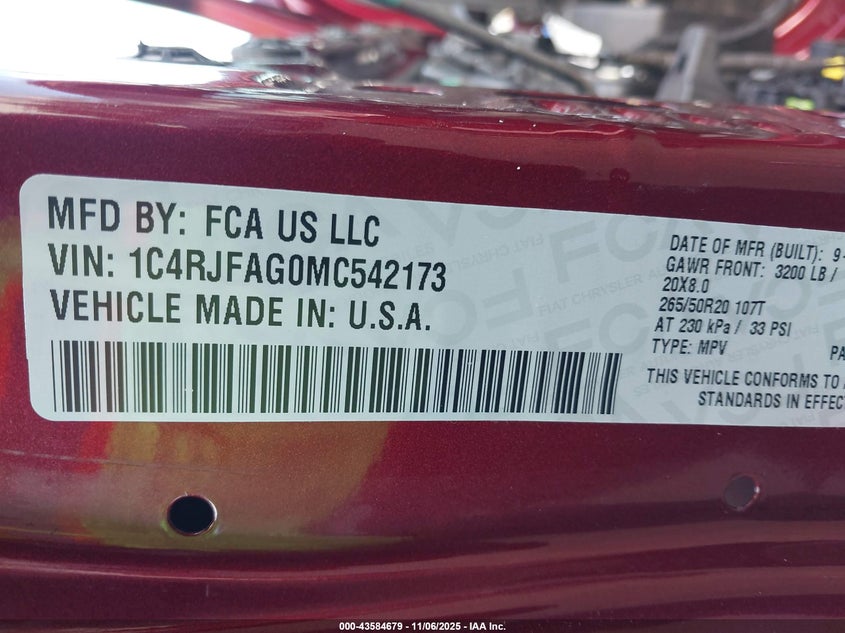 MFD BY: FCA US LLC
VIN: 1C4RJFAG0MC542173
VEHICLE MADE IN: U.S.A.
DATE OF MFR (BUILT): 9-
GAWR FRONT: 3200 LB /
20X8.0
265/50R20 107T
AT 230 kPa / 33 PSI
TYPE: MPV
PA
THIS VEHICLE CONFORMS TO
STANDARDS IN EFFECT
000-43584679 - 11/06/2025 - IAA Inc.